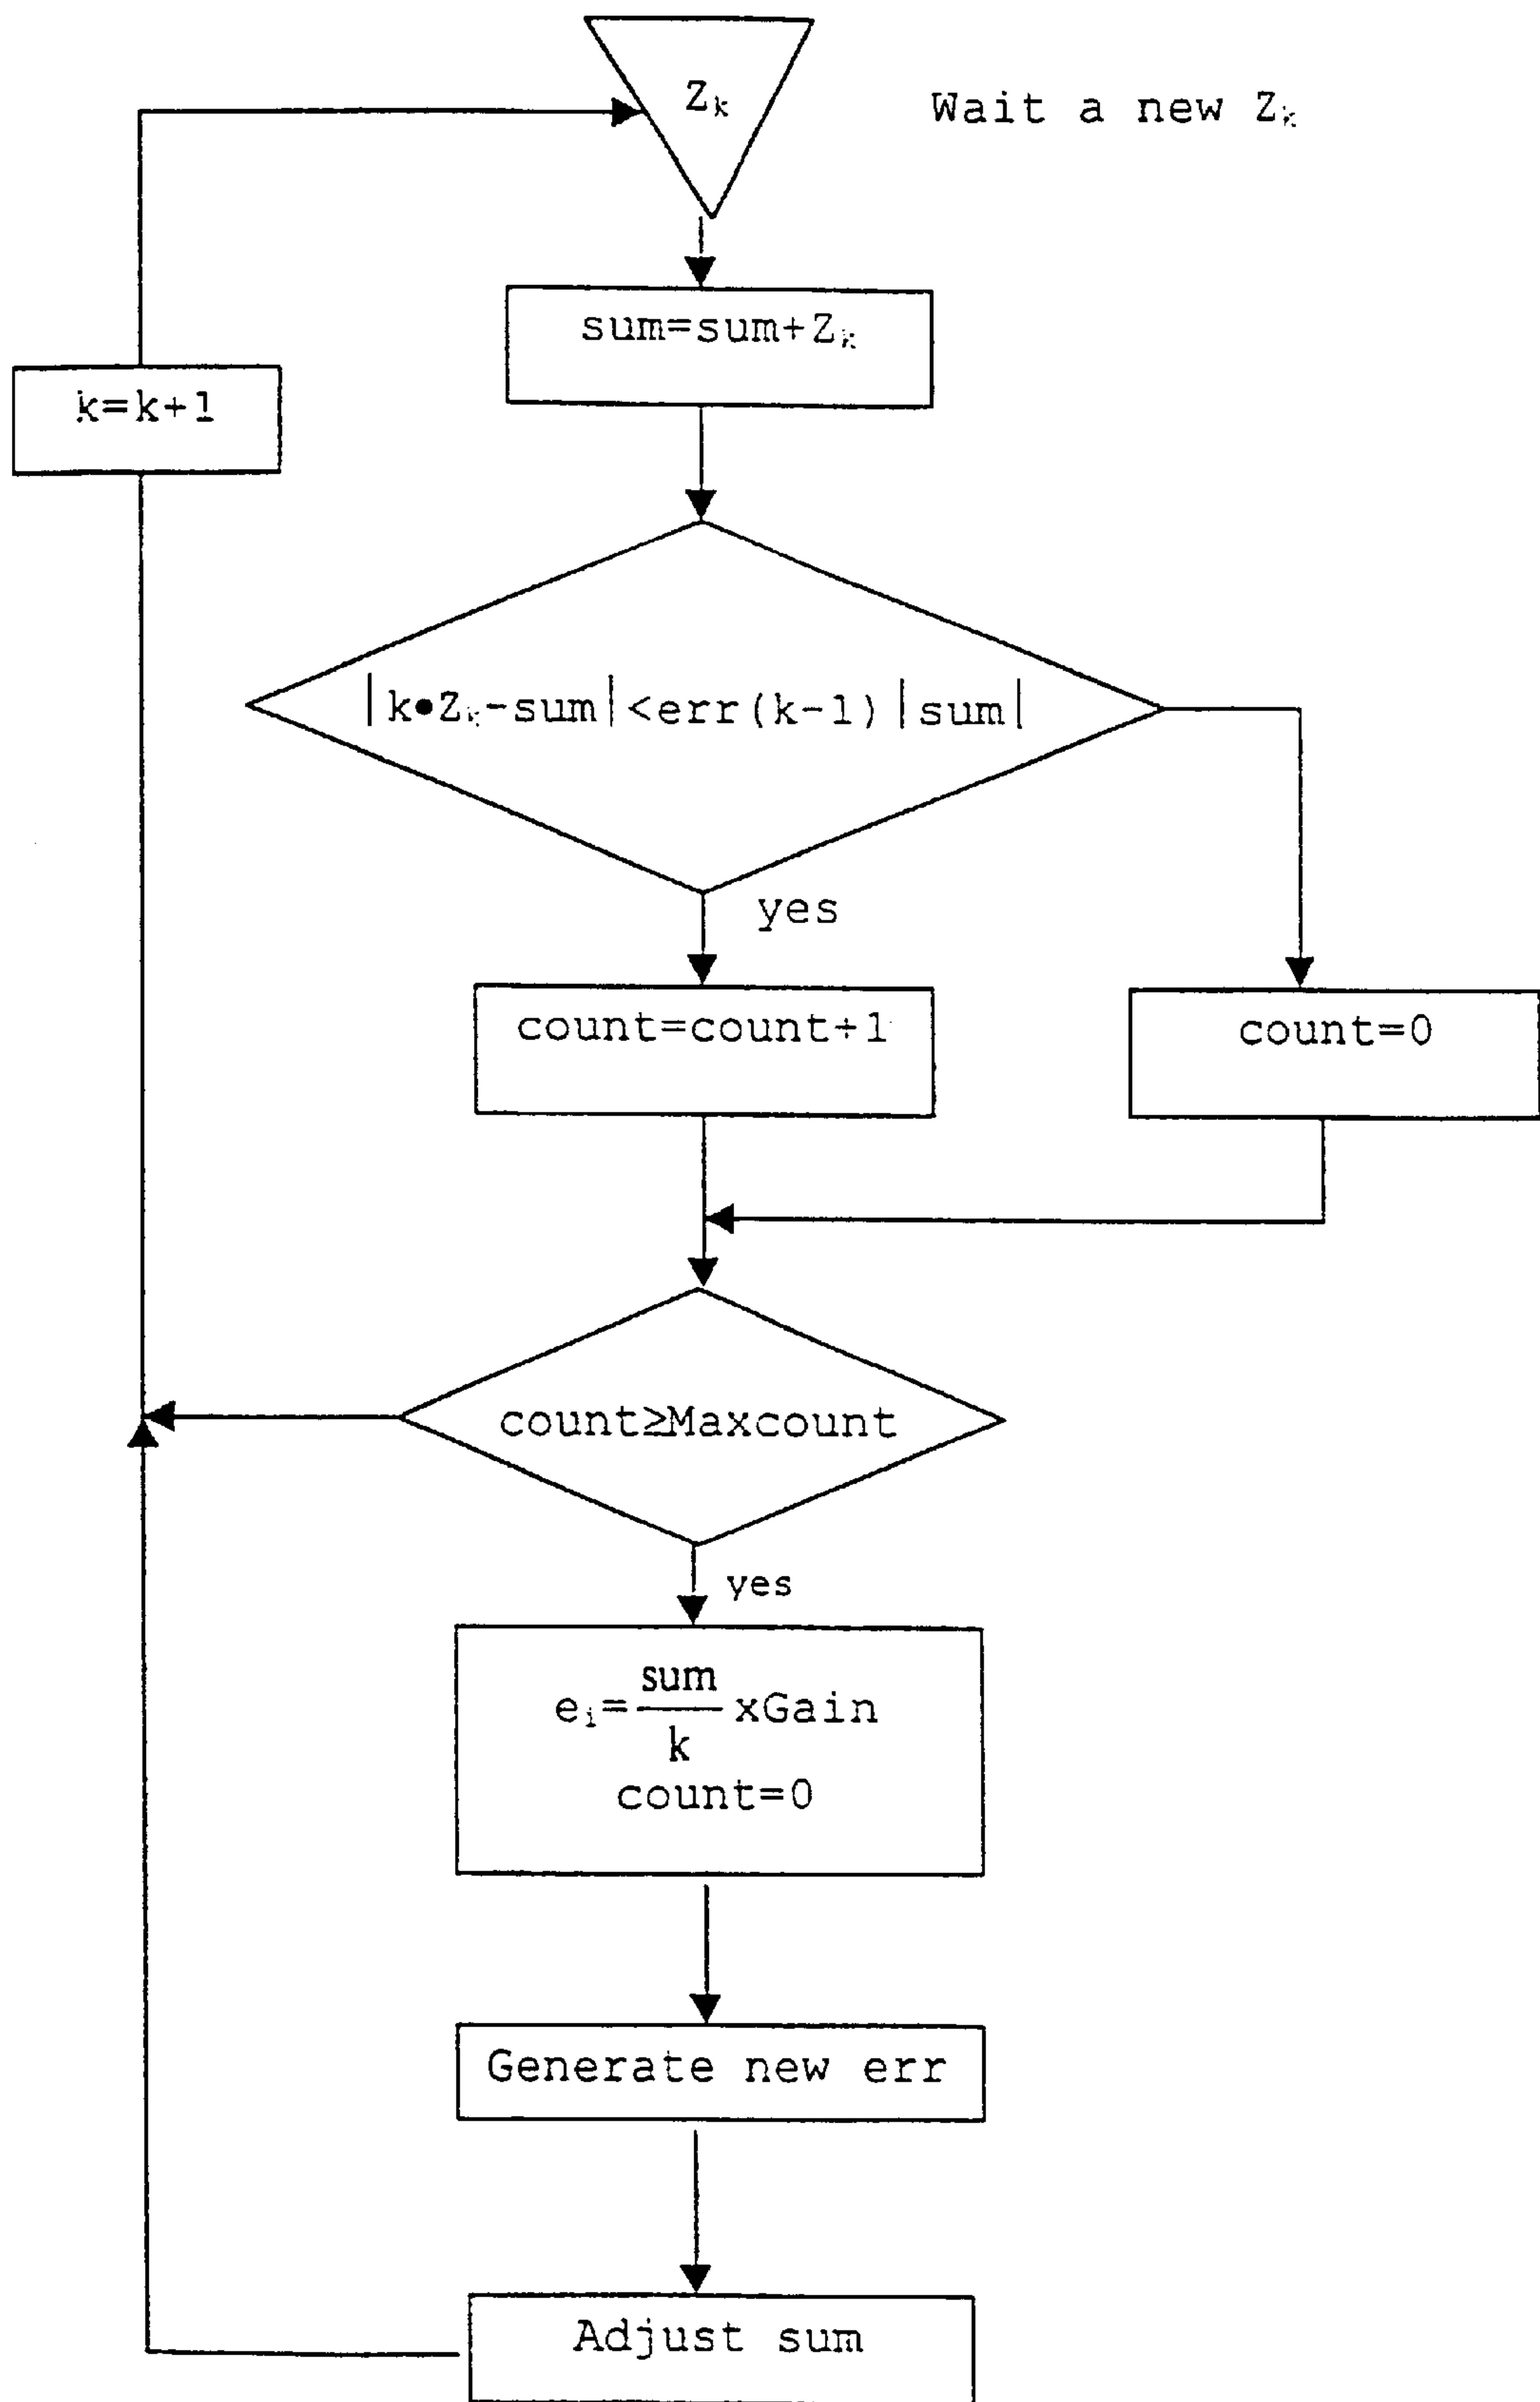 Zk
Wait a new Zk
sum=sum+Zk
k=k+1
|k•Zk-sum|<err(k-1)|sum|
yes
count=count+1
count=0
count≥Maxcount
yes
ei=sum/k xGain
count=0
Generate new err
Adjust sum